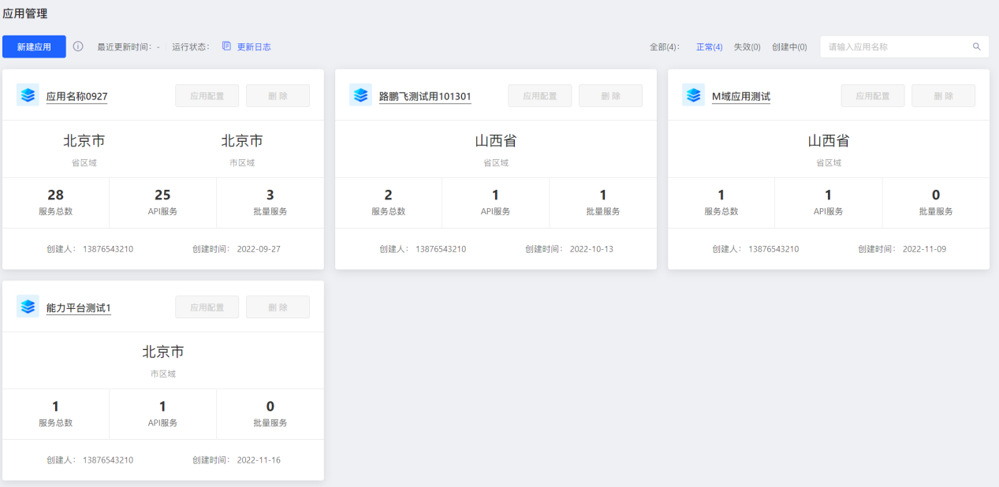 应用管理
新建应用 最近更新时间： - 运行状态： 更新日志 全部(4)： 正常(4) 失效(0) 创建中(0) 请输入应用名称
应用名称0927 应用配置 删 除
北京市 北京市
省区域 市区域
28 25 3
服务总数 API服务 批量服务
创建人： 13876543210 创建时间： 2022-09-27
路鹏飞测试用101301 应用配置 删 除
山西省
省区域
2 1 1
服务总数 API服务 批量服务
创建人： 13876543210 创建时间： 2022-10-13
M域应用测试 应用配置 删 除
山西省
省区域
1 1 0
服务总数 API服务 批量服务
创建人： 13876543210 创建时间： 2022-11-09
能力平台测试1 应用配置 删 除
北京市
市区域
1 1 0
服务总数 API服务 批量服务
创建人： 13876543210 创建时间： 2022-11-16